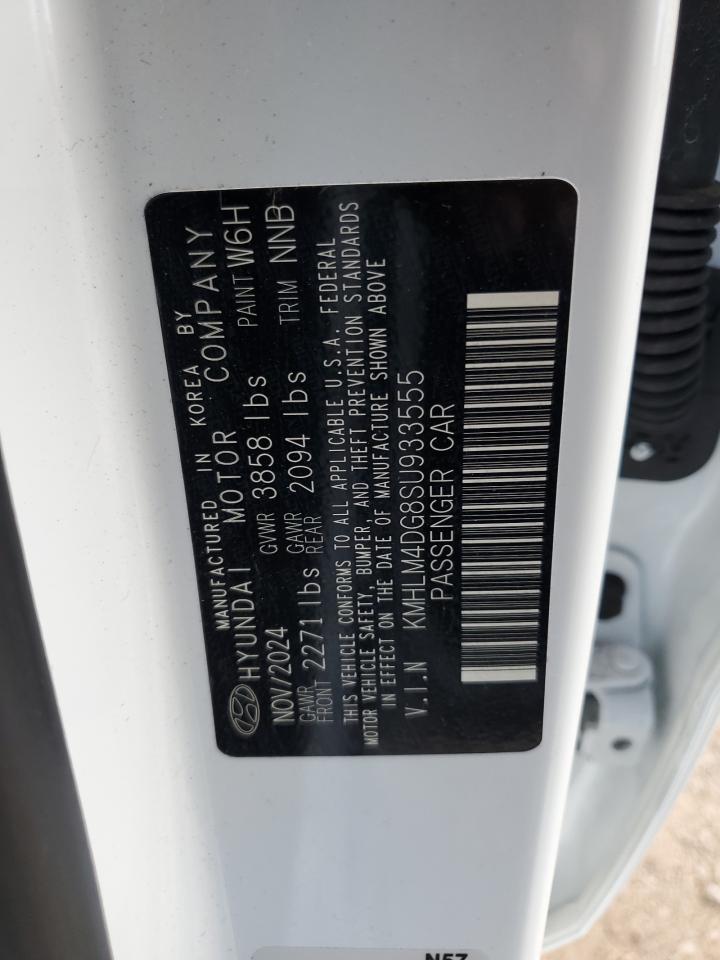 MANUFACTURED IN KOREA BY
HYUNDAI MOTOR COMPANY
NOV/2024 GVWR 3858 lbs PAINT W6H
GAWR FRONT 2271 lbs GAWR REAR 2094 lbs TRIM NNB
THIS VEHICLE CONFORMS TO ALL APPLICABLE U.S.A. FEDERAL
MOTOR VEHICLE SAFETY, BUMPER, AND THEFT PREVENTION STANDARDS
IN EFFECT ON THE DATE OF MANUFACTURE SHOWN ABOVE
V.I.N KMHLM4DG8SU933555
PASSENGER CAR